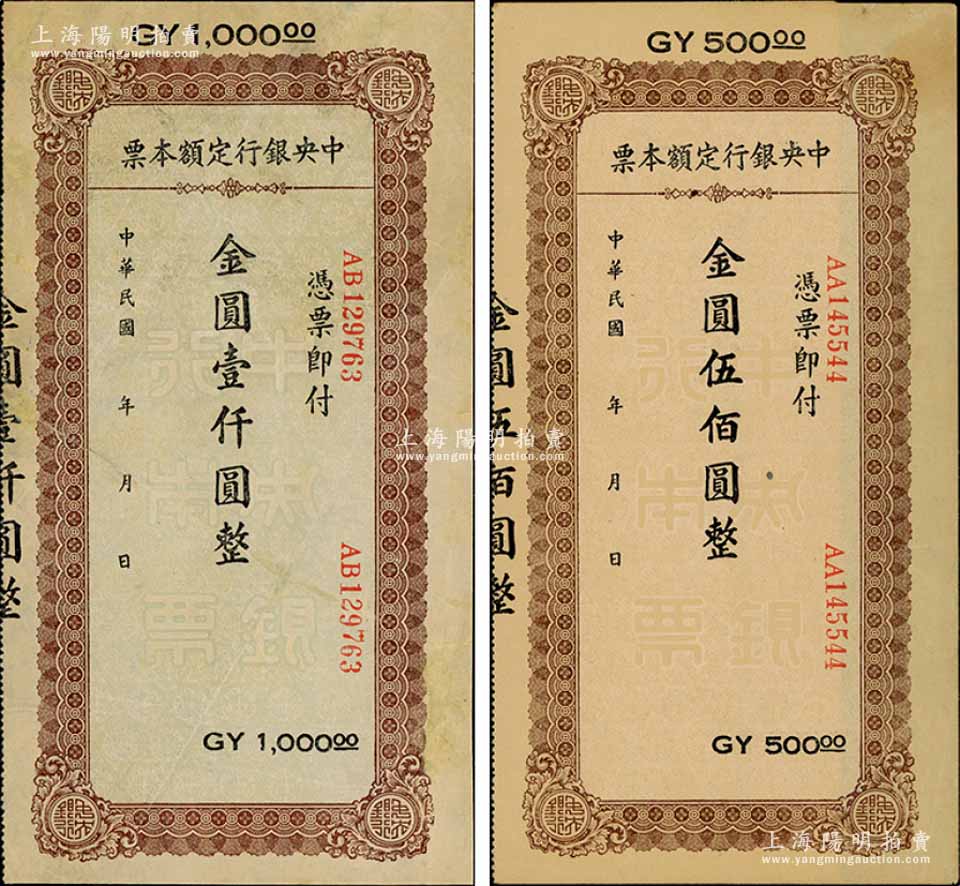 上海陽明拍賣
www.yangmingauction.com
GY 1,000.00
中央銀行定額本票
憑票即付
金圓壹仟圓整
中華民國 年 月 日
AB129763
AB129763
GY 1,000.00
金圓壹仟圓整
GY 500.00
中央銀行定額本票
憑票即付
金圓伍佰圓整
中華民國 年 月 日
AA145544
AA145544
GY 500.00
金圓伍佰圓整
上海陽明拍賣
www.yangmingauction.com
上海陽明拍賣
www.yangmingauction.com